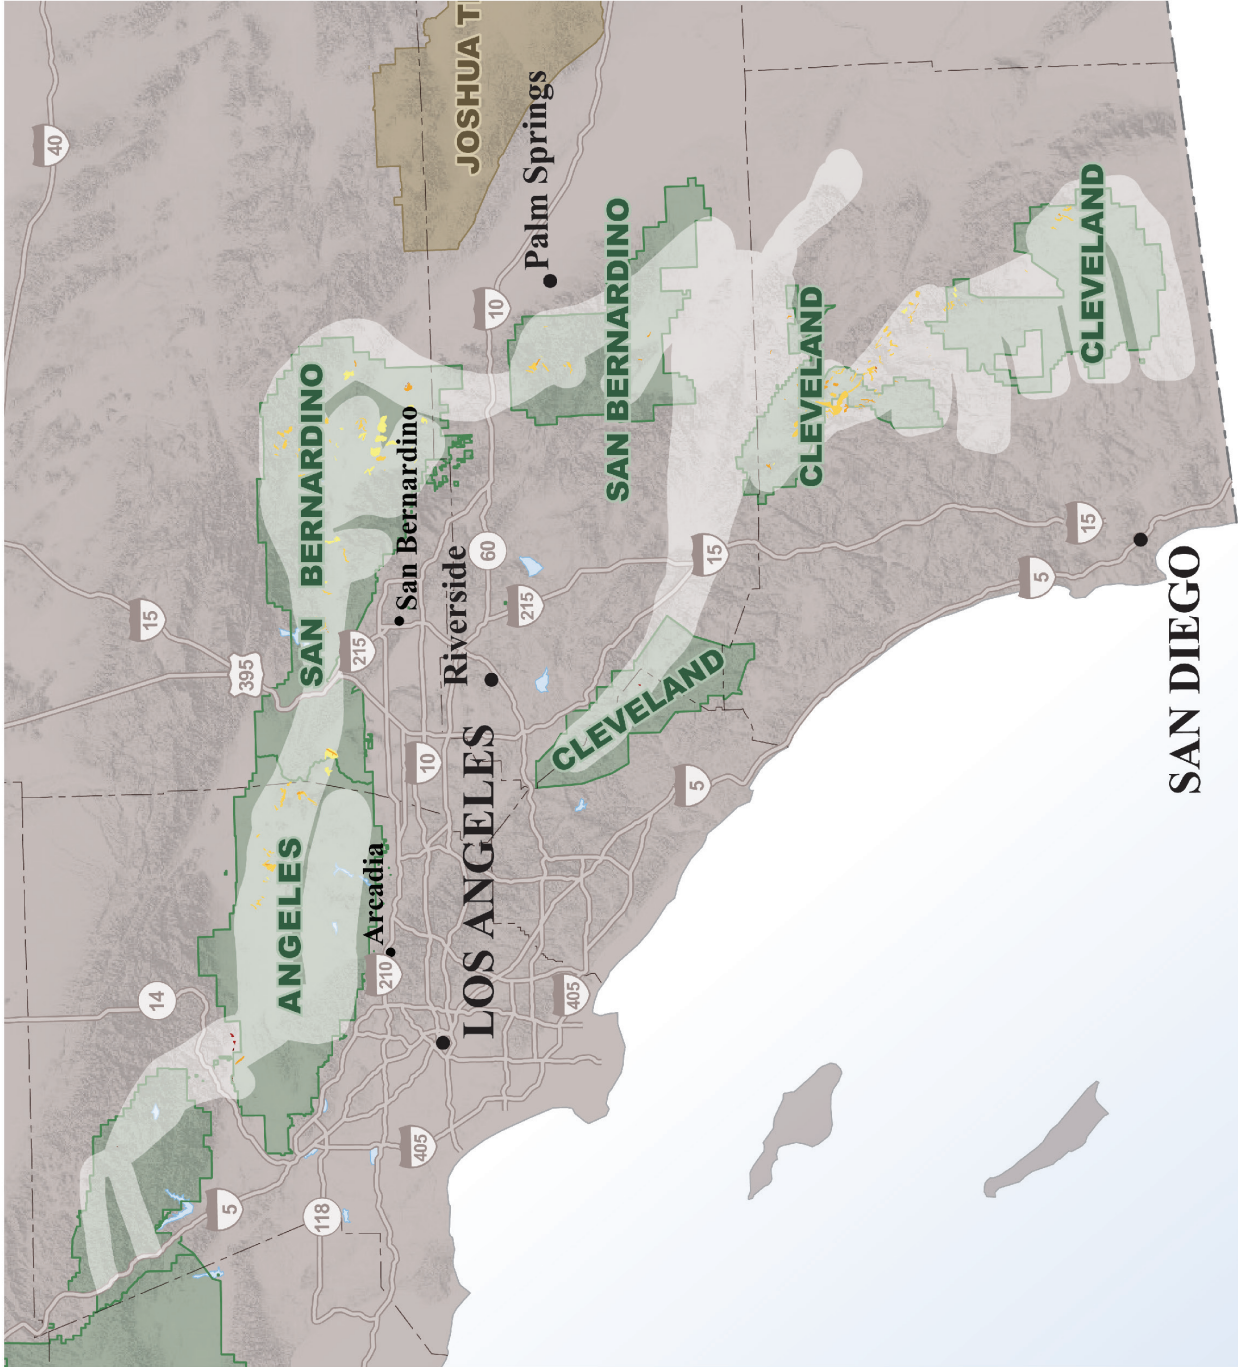 40
JOSHUA T
Palm Springs
10
SAN BERNARDINO
CLEVELAND
CLEVELAND
SAN BERNARDINO
San Bernardino
15
395
215
Riverside
60
215
15
15
5
SAN DIEGO
CLEVELAND
10
LOS ANGELES
5
ANGELES
Arcadia
210
14
405
405
5
118